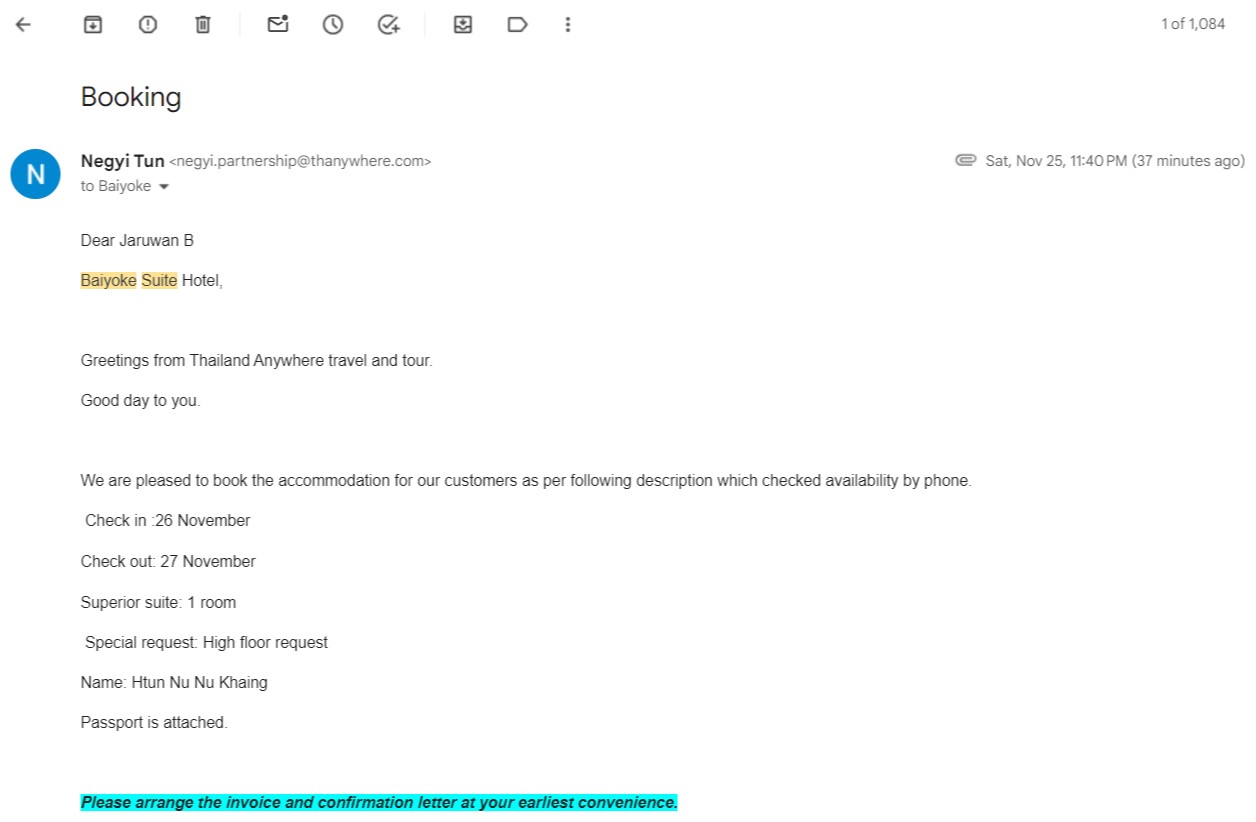 1 of 1,084
Booking
N
Negyi Tun <negyi.partnership@thanywhere.com>
Sat, Nov 25, 11:40 PM (37 minutes ago)
to Baiyoke
Dear Jaruwan B
Baiyoke Suite Hotel,
Greetings from Thailand Anywhere travel and tour.
Good day to you.
We are pleased to book the accommodation for our customers as per following description which checked availability by phone.
Check in :26 November
Check out: 27 November
Superior suite: 1 room
Special request: High floor request
Name: Htun Nu Nu Khaing
Passport is attached.
Please arrange the invoice and confirmation letter at your earliest convenience.